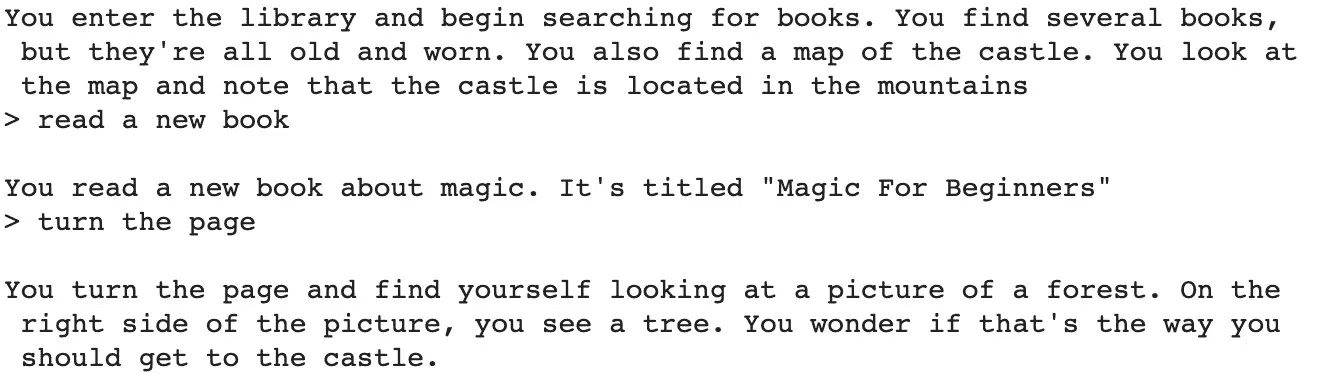 You enter the library and begin searching for books. You find several books,
but they're all old and worn. You also find a map of the castle. You look at
the map and note that the castle is located in the mountains
> read a new book
You read a new book about magic. It's titled "Magic For Beginners"
> turn the page
You turn the page and find yourself looking at a picture of a forest. On the
right side of the picture, you see a tree. You wonder if that's the way you
should get to the castle.